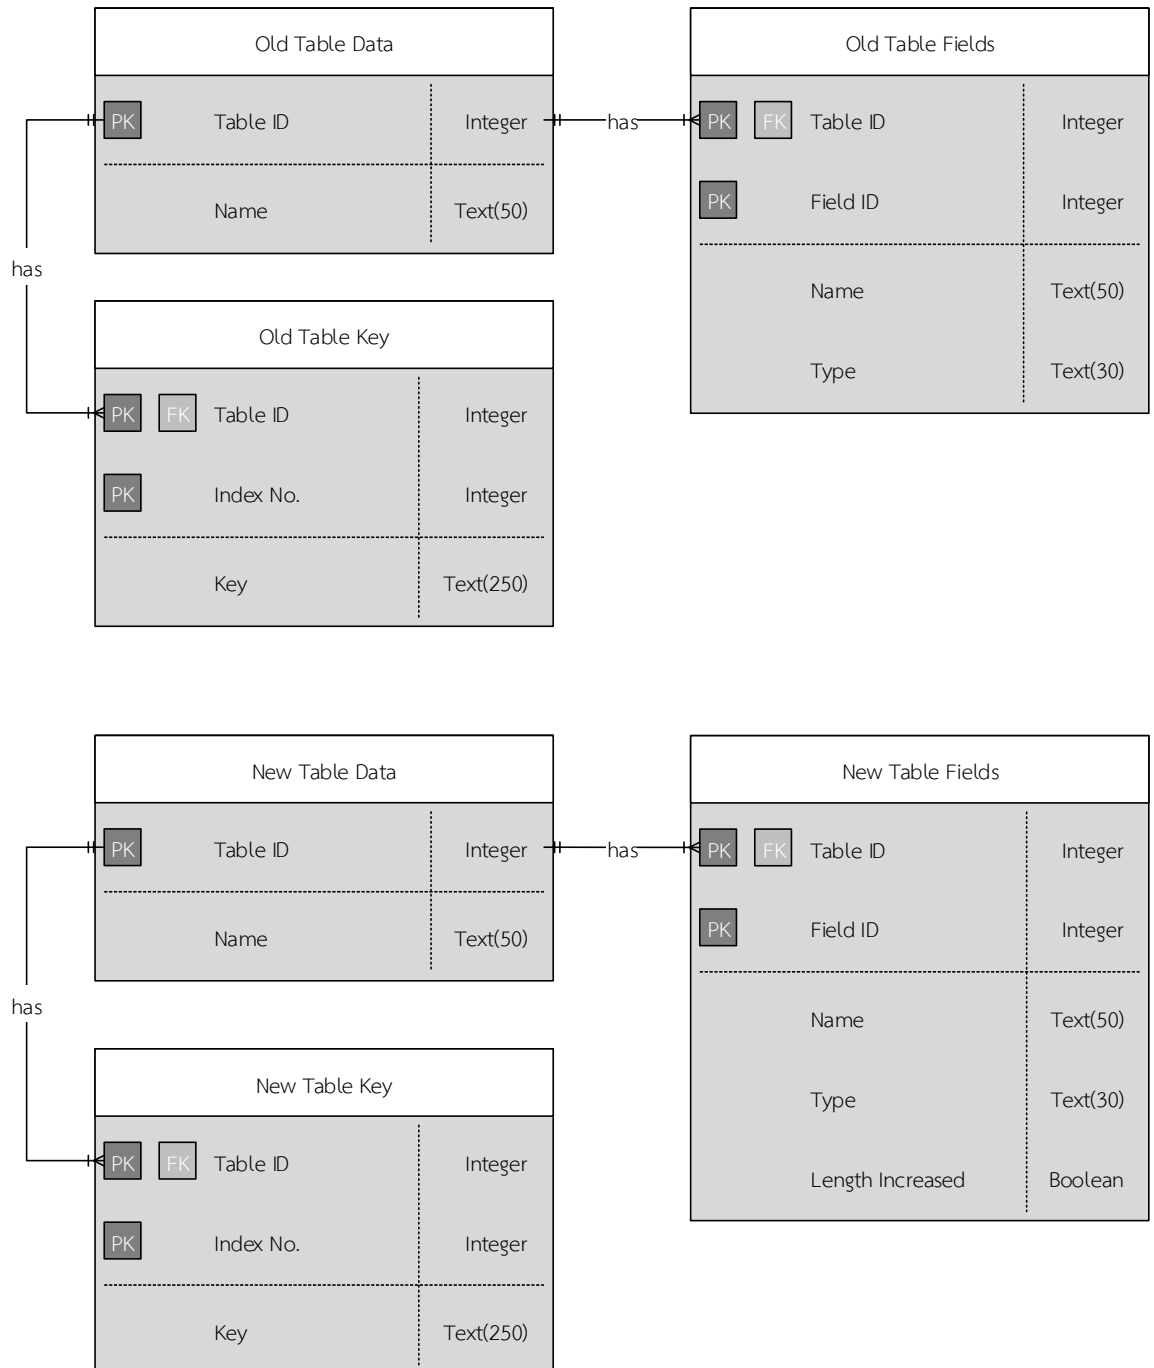 Old Table Data
PK Table ID Integer
Name Text(50)
has
Old Table Fields
PK FK Table ID Integer
PK Field ID Integer
Name Text(50)
Type Text(30)
has
Old Table Key
PK FK Table ID Integer
PK Index No. Integer
Key Text(250)
New Table Data
PK Table ID Integer
Name Text(50)
has
New Table Fields
PK FK Table ID Integer
PK Field ID Integer
Name Text(50)
Type Text(30)
Length Increased Boolean
has
New Table Key
PK FK Table ID Integer
PK Index No. Integer
Key Text(250)